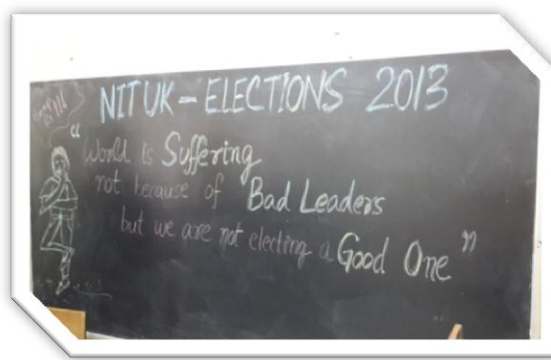 NITUK - ELECTIONS 2013
"World is Suffering
not because of Bad Leaders
but we are not electing a Good One"